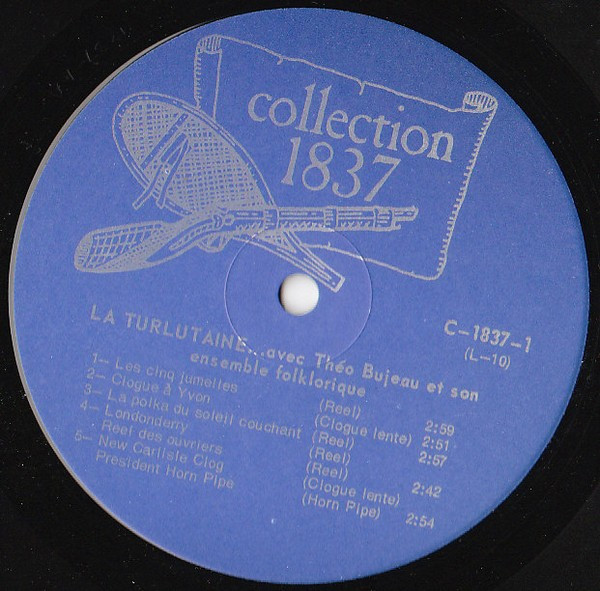 collection
1837
C-1837-1
(L-10)
LA TURLUTAINE...avec Théo Bujeau et son
ensemble folklorique
1— Les cinq jumelles (Reel) 2:59
2— Clogue à Yvon (Clogue lente) 2:51
3— La polka du soleil couchant (Reel) 2:57
4— Londonderry (Reel)
Reel des ouvriers (Reel) 2:42
5— New Carlisle Clog (Clogue lente)
President Horn Pipe (Horn Pipe) 2:54